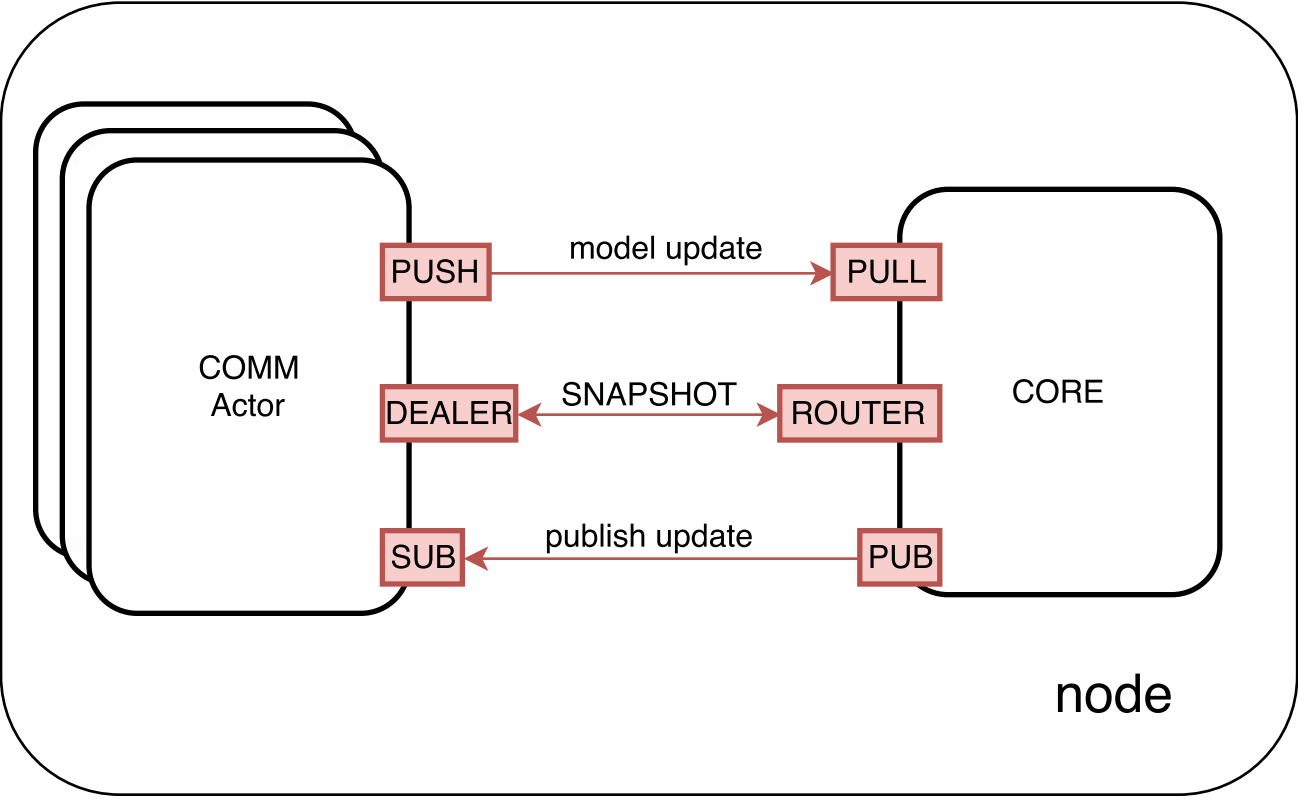 PUSH
model update
PULL
COMM
Actor
DEALER
SNAPSHOT
ROUTER
CORE
SUB
publish update
PUB
node